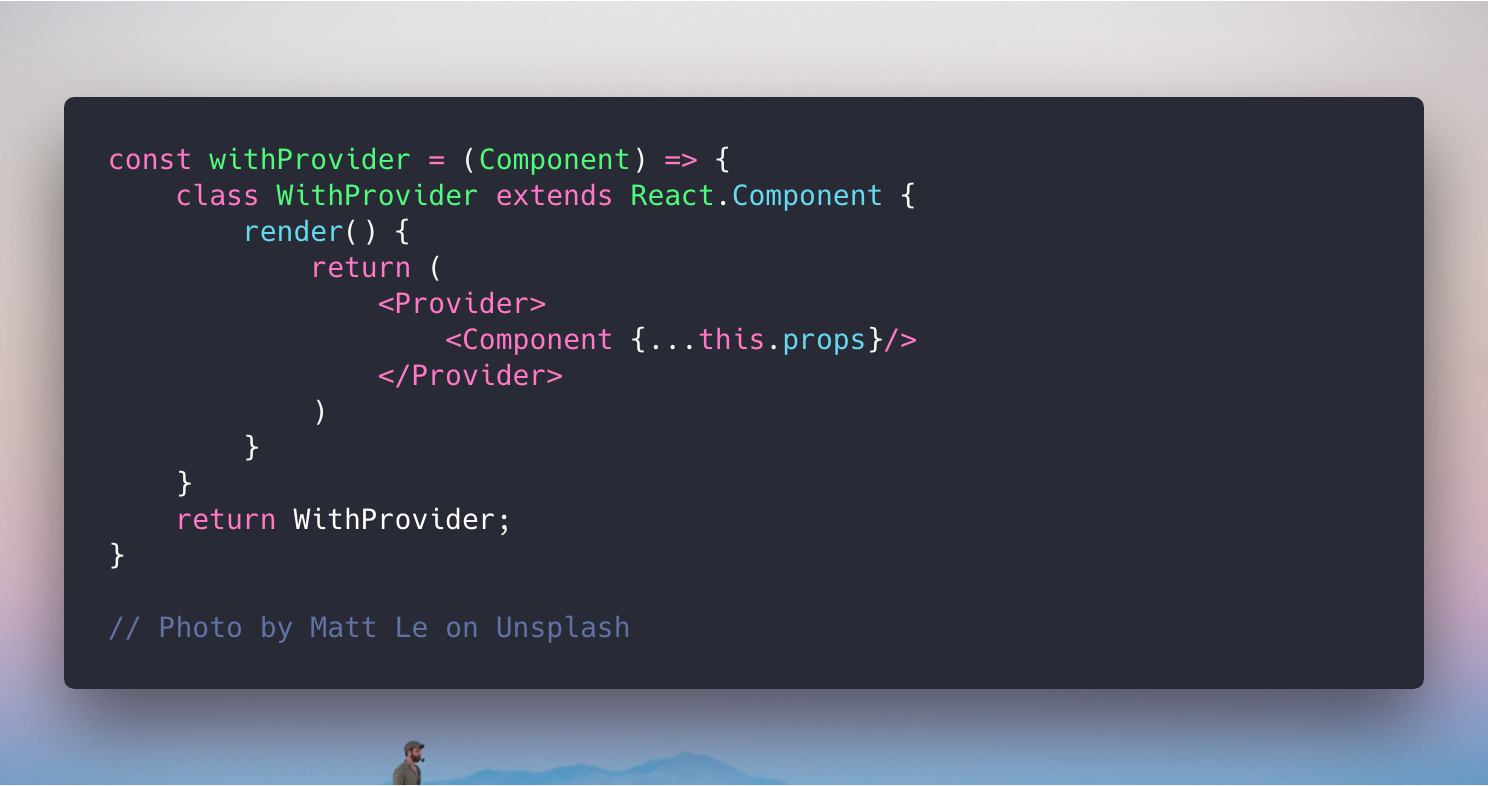 const withProvider = (Component) => {
    class WithProvider extends React.Component {
        render() {
            return (
                <Provider>
                    <Component {...this.props}/>
                </Provider>
            )
        }
    }
    return WithProvider;
}

// Photo by Matt Le on Unsplash